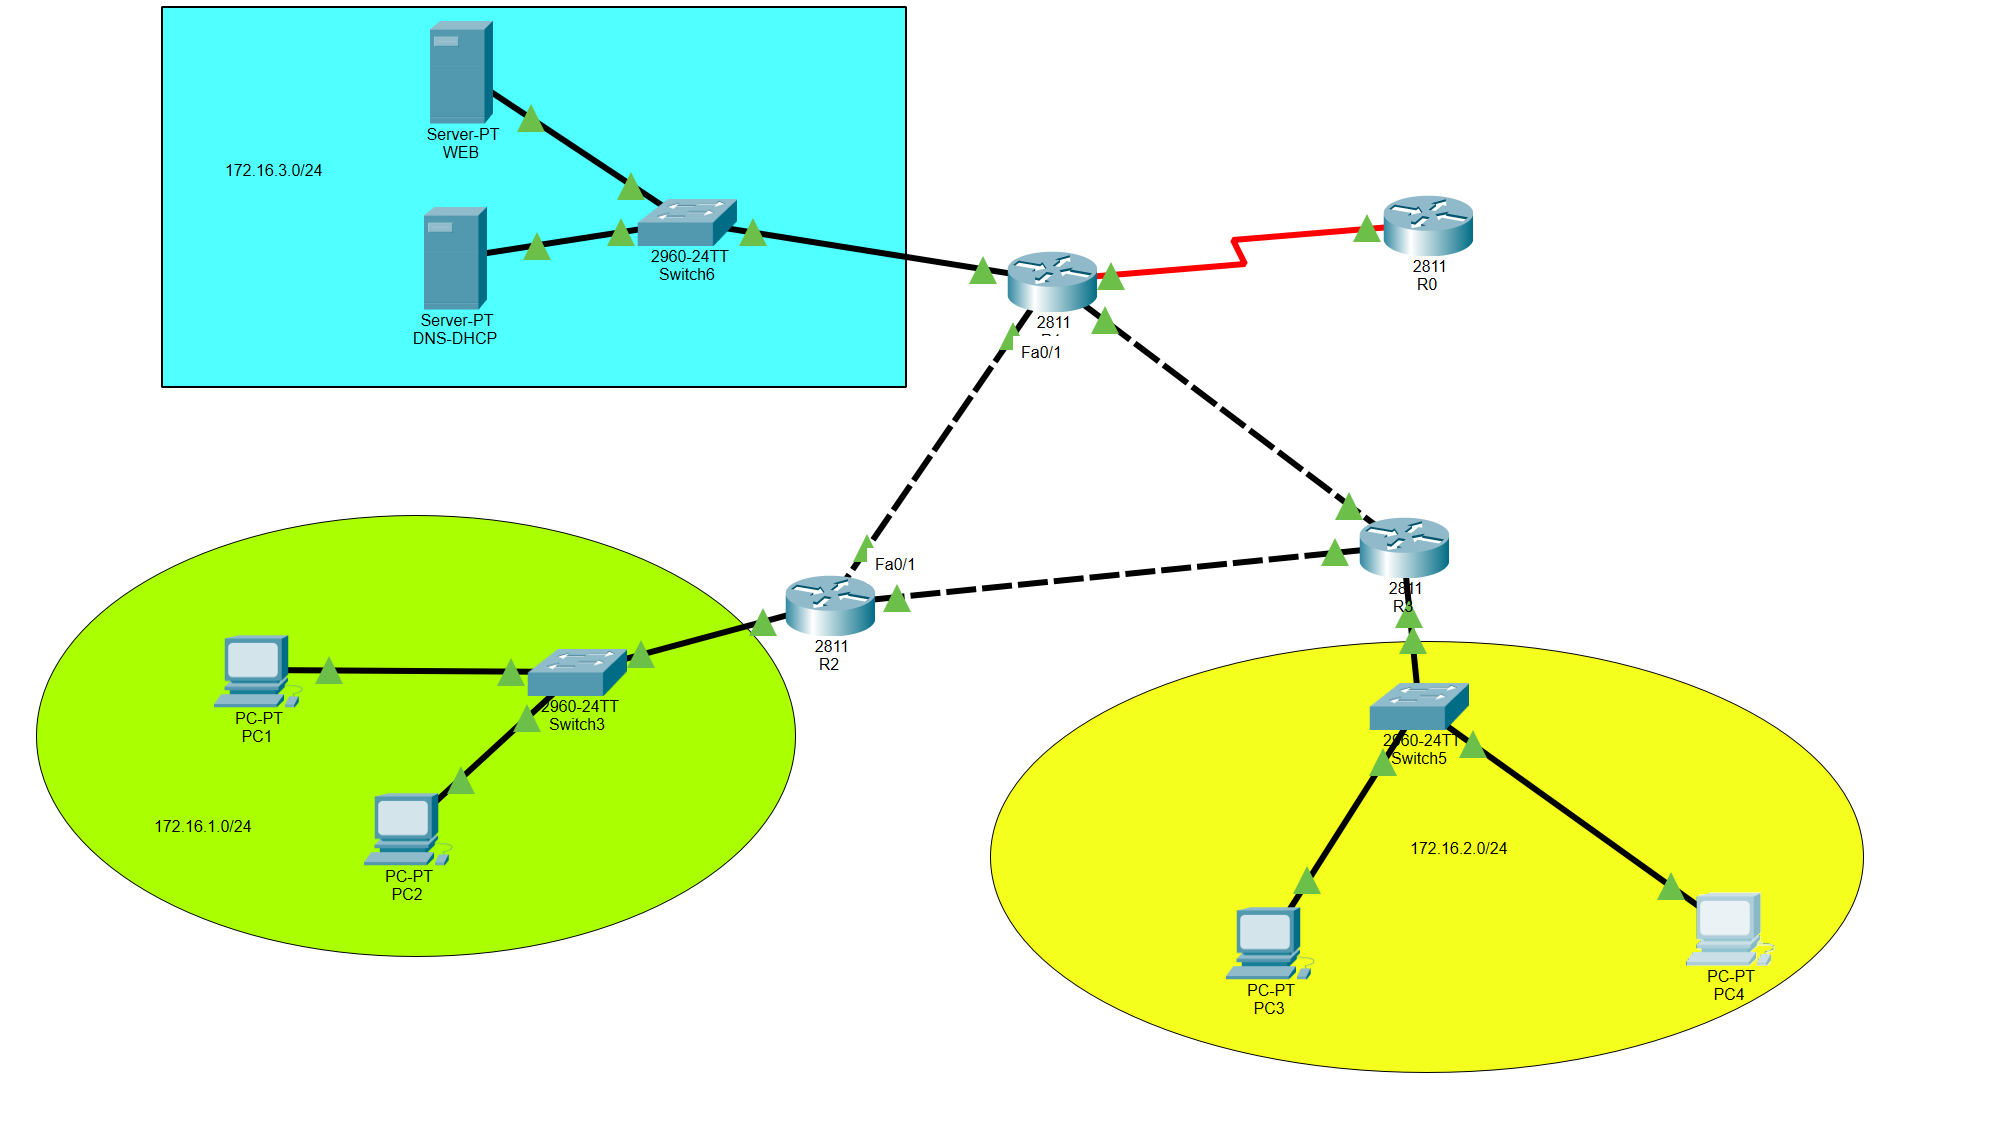 Server-PT
WEB
172.16.3.0/24
Server-PT
DNS-DHCP
2960-24TT
Switch6
2811
R0
2811
Fa0/1
Fa0/1
2811
R2
2811
R3
PC-PT
PC1
2960-24TT
Switch3
PC-PT
PC2
172.16.1.0/24
2960-24TT
Switch5
172.16.2.0/24
PC-PT
PC3
PC-PT
PC4